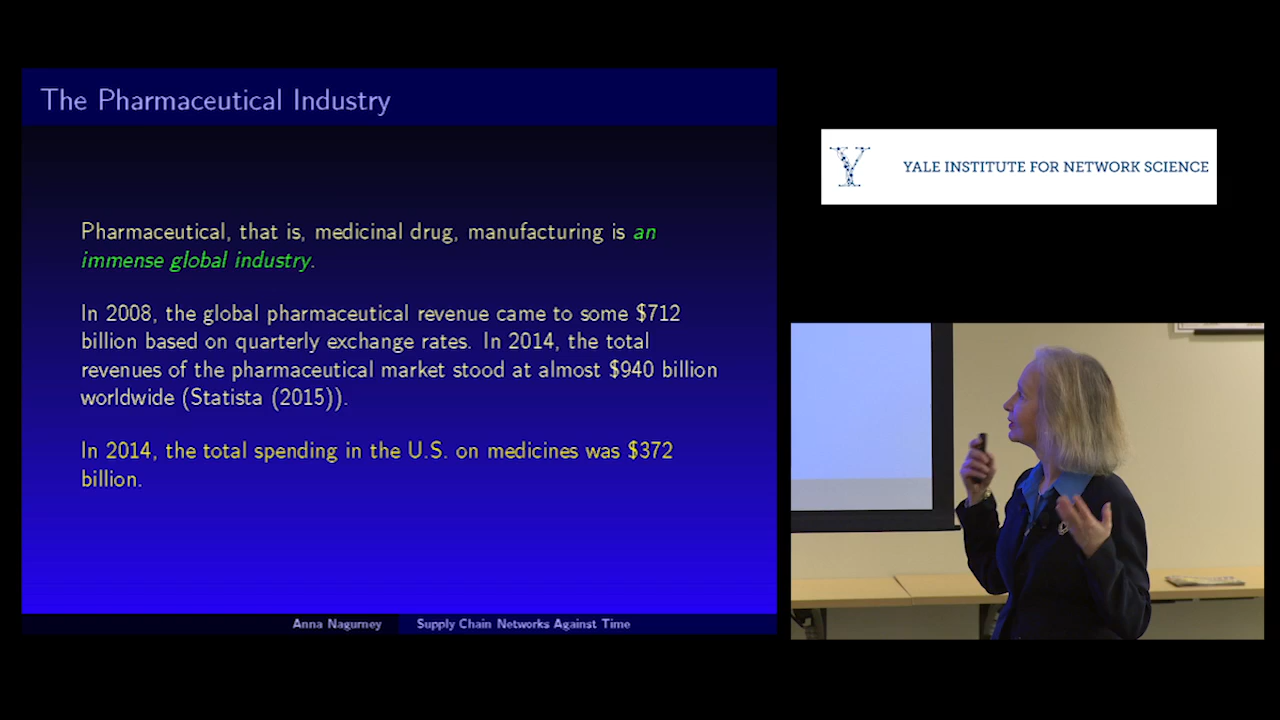 The Pharmaceutical Industry
Pharmaceutical, that is, medicinal drug, manufacturing is an
immense global industry.
In 2008, the global pharmaceutical revenue came to some $712
billion based on quarterly exchange rates. In 2014, the total
revenues of the pharmaceutical market stood at almost $940 billion
worldwide (Statista (2015)).
In 2014, the total spending in the U.S. on medicines was $372
billion.
Anna Nagurney
Supply Chain Networks Against Time
YALE INSTITUTE FOR NETWORK SCIENCE